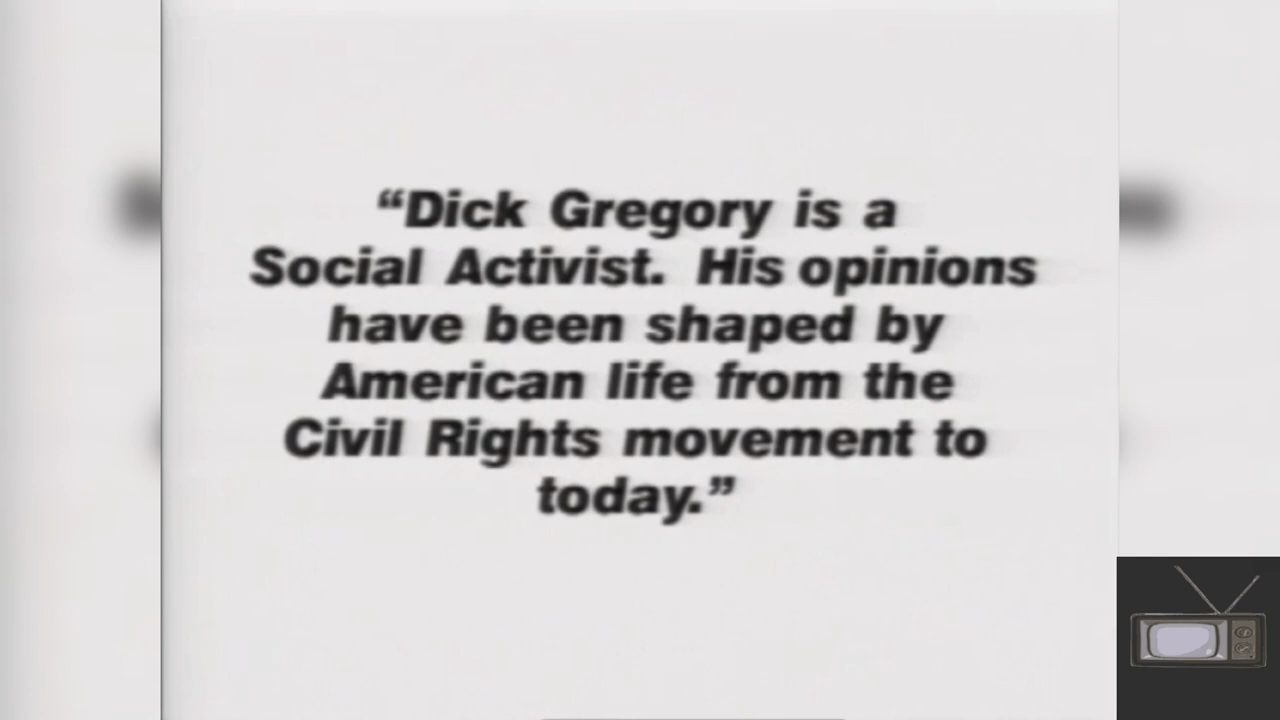 “Dick Gregory is a
Social Activist. His opinions
have been shaped by
American life from the
Civil Rights movement to
today.”